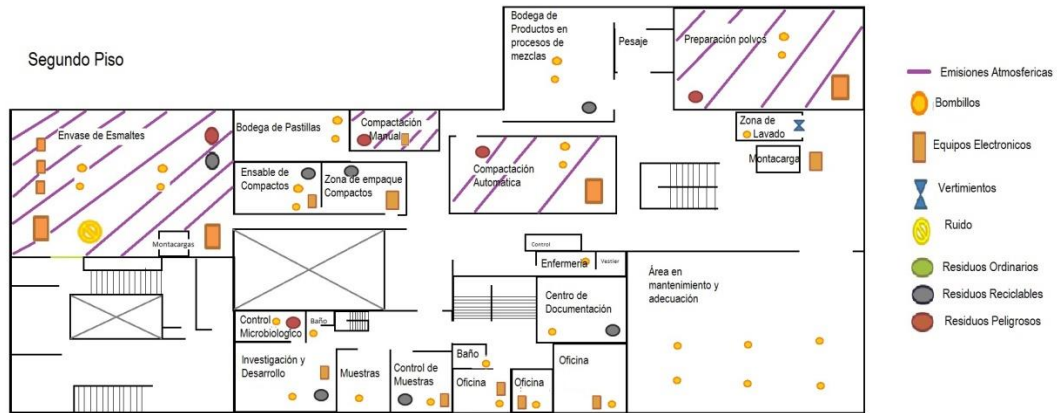 Segundo Piso
Bodega de
Productos en
procesos de
mezclas
Pesaje
Preparación polvos
Envase de Esmaltes
Bodega de Pastillas
Compactación
Manual
Zona de
Lavado
Montacarga
Ensable de
Compactos
Zona de empaque
Compactos
Compactación
Automática
Montacargas
Control
Enfermería
Vestier
Área en
mantenimiento y
adecuación
Centro de
Documentación
Control
Microbiologico
Baño
Investigación y
Desarrollo
Muestras
Control de
Muestras
Baño
Oficina
Oficina
Oficina
Emisiones Atmosfericas
Bombillos
Equipos Electronicos
Vertimientos
Ruido
Residuos Ordinarios
Residuos Reciclables
Residuos Peligrosos